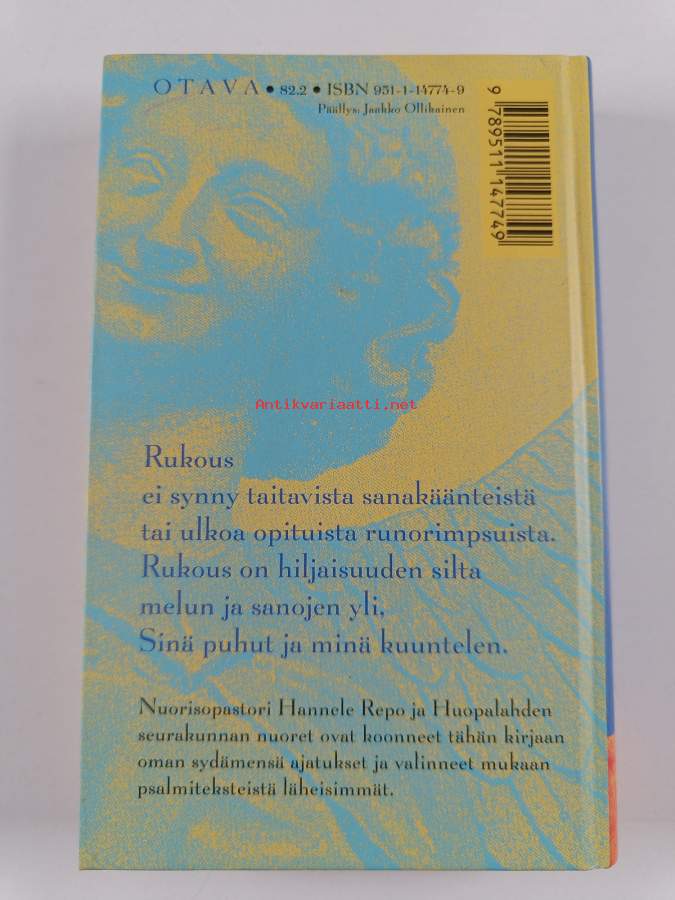 OTAVA • 82.2 • ISBN 951-1-14774-9
Päällys: Jaakko Ollikainen
9 789511 147749
Antikvariaatti.net
Rukous
ei synny taitavista sanakäänteistä
tai ulkoa opituista runorimpsuista.
Rukous on hiljaisuuden silta
melun ja sanojen yli.
Sinä puhut ja minä kuuntelen.
Nuorisopastori Hannele Repo ja Huopalahden
seurakunnan nuoret ovat koonneet tähän kirjaan
oman sydämensä ajatukset ja valinneet mukaan
psalmiteksteistä läheisimmät.